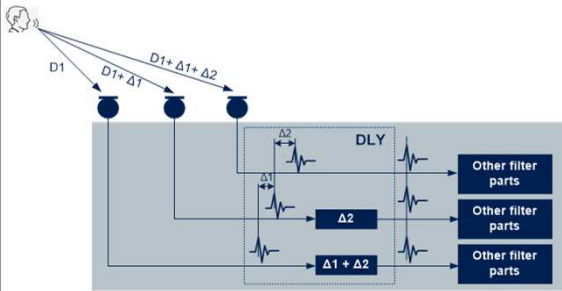 D1
D1+ Δ1
D1+ Δ1+ Δ2
Δ2
DLY
Δ1
Other filter
parts
Δ2
Other filter
parts
Δ1 + Δ2
Other filter
parts